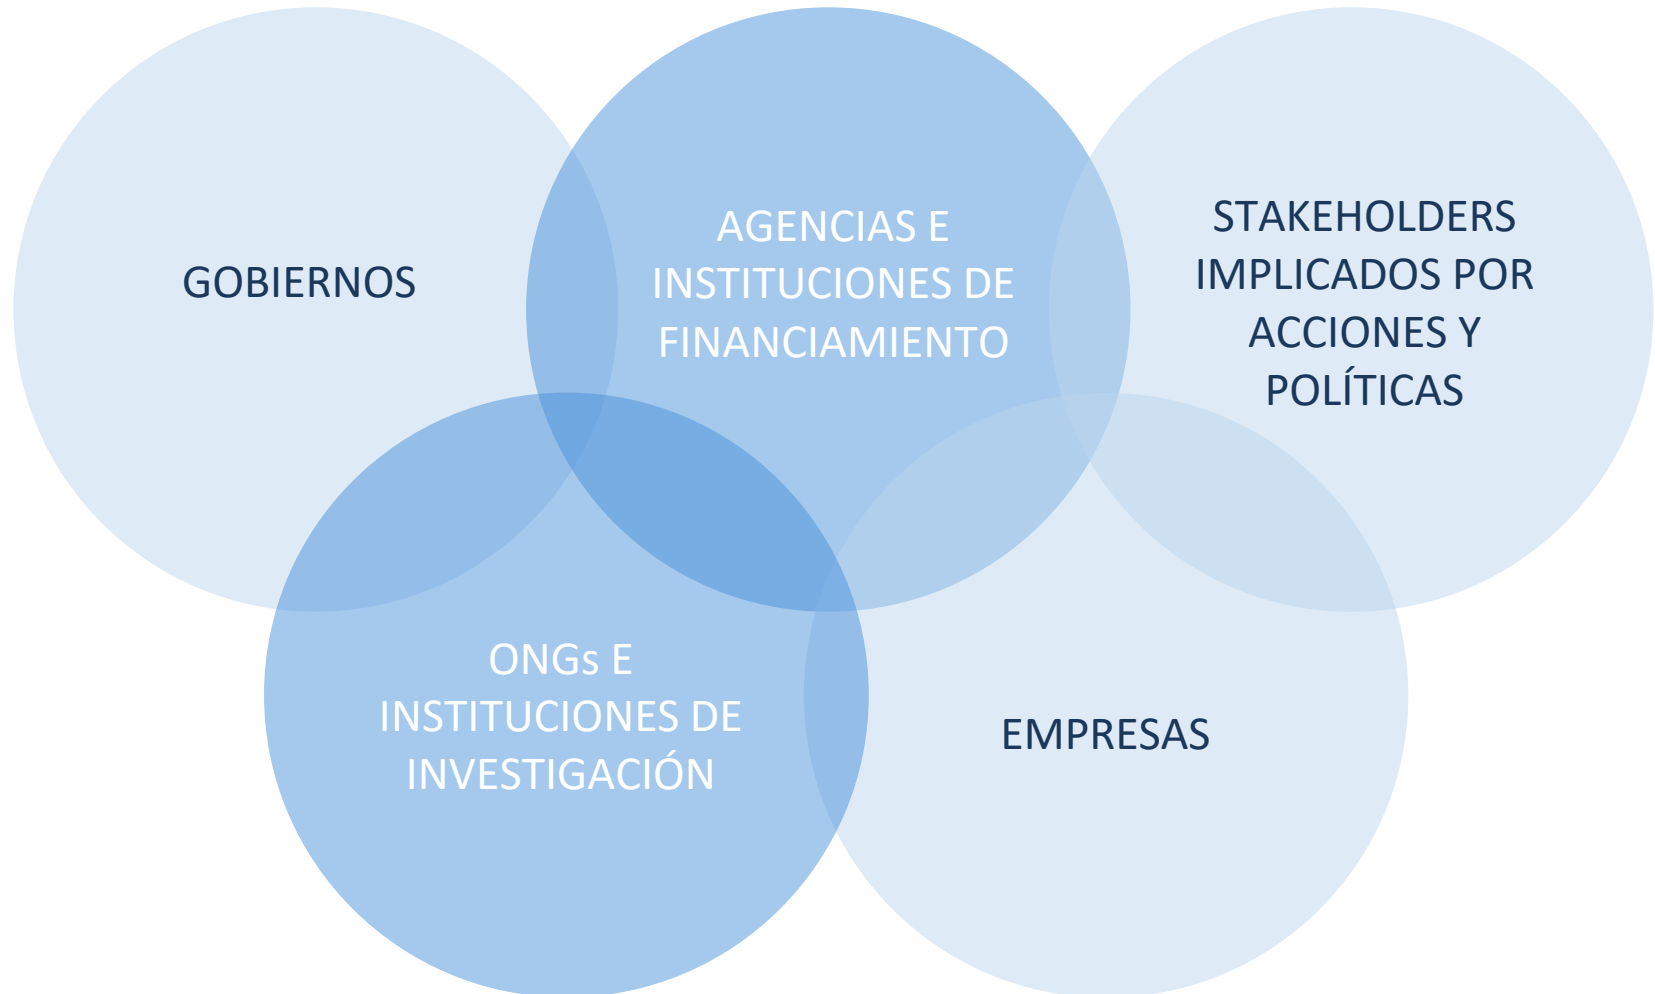 GOBIERNOS
AGENCIAS E
INSTITUCIONES DE
FINANCIAMIENTO
STAKEHOLDERS
IMPLICADOS POR
ACCIONES Y
POLÍTICAS
ONGs E
INSTITUCIONES DE
INVESTIGACIÓN
EMPRESAS